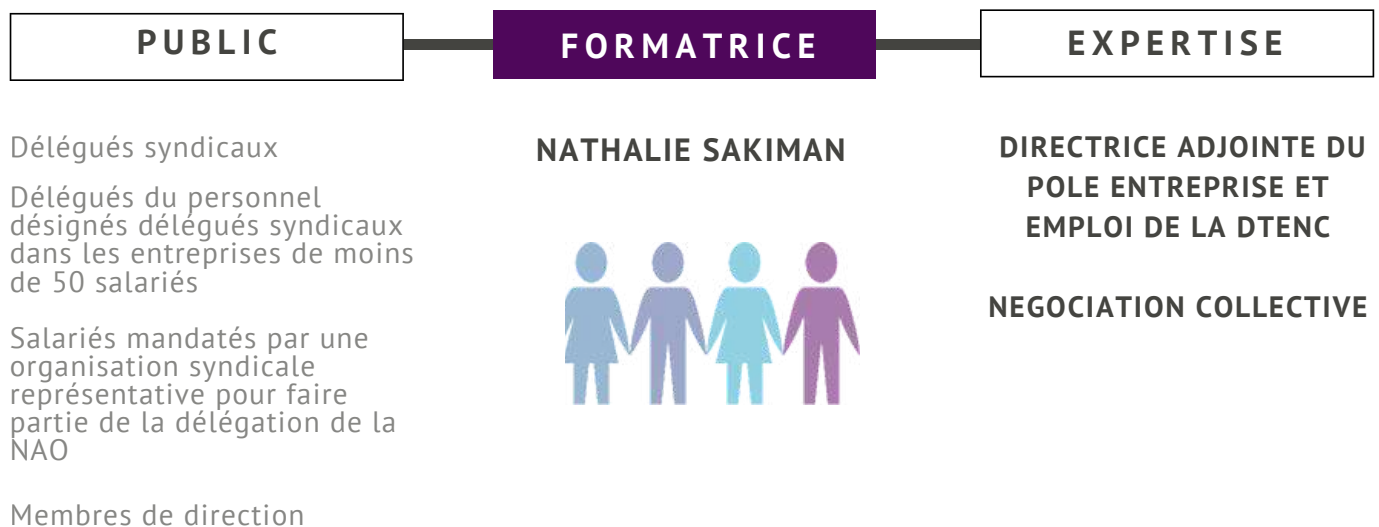 PUBLIC
Délégués syndicaux
Délégués du personnel
désignés délégués syndicaux
dans les entreprises de moins
de 50 salariés
Salariés mandatés par une
organisation syndicale
représentative pour faire
partie de la délégation de la
NAO
Membres de direction
FORMATRICE
NATHALIE SAKIMAN
EXPERTISE
DIRECTRICE ADJOINTE DU
POLE ENTREPRISE ET
EMPLOI DE LA DTENC
NEGOCIATION COLLECTIVE